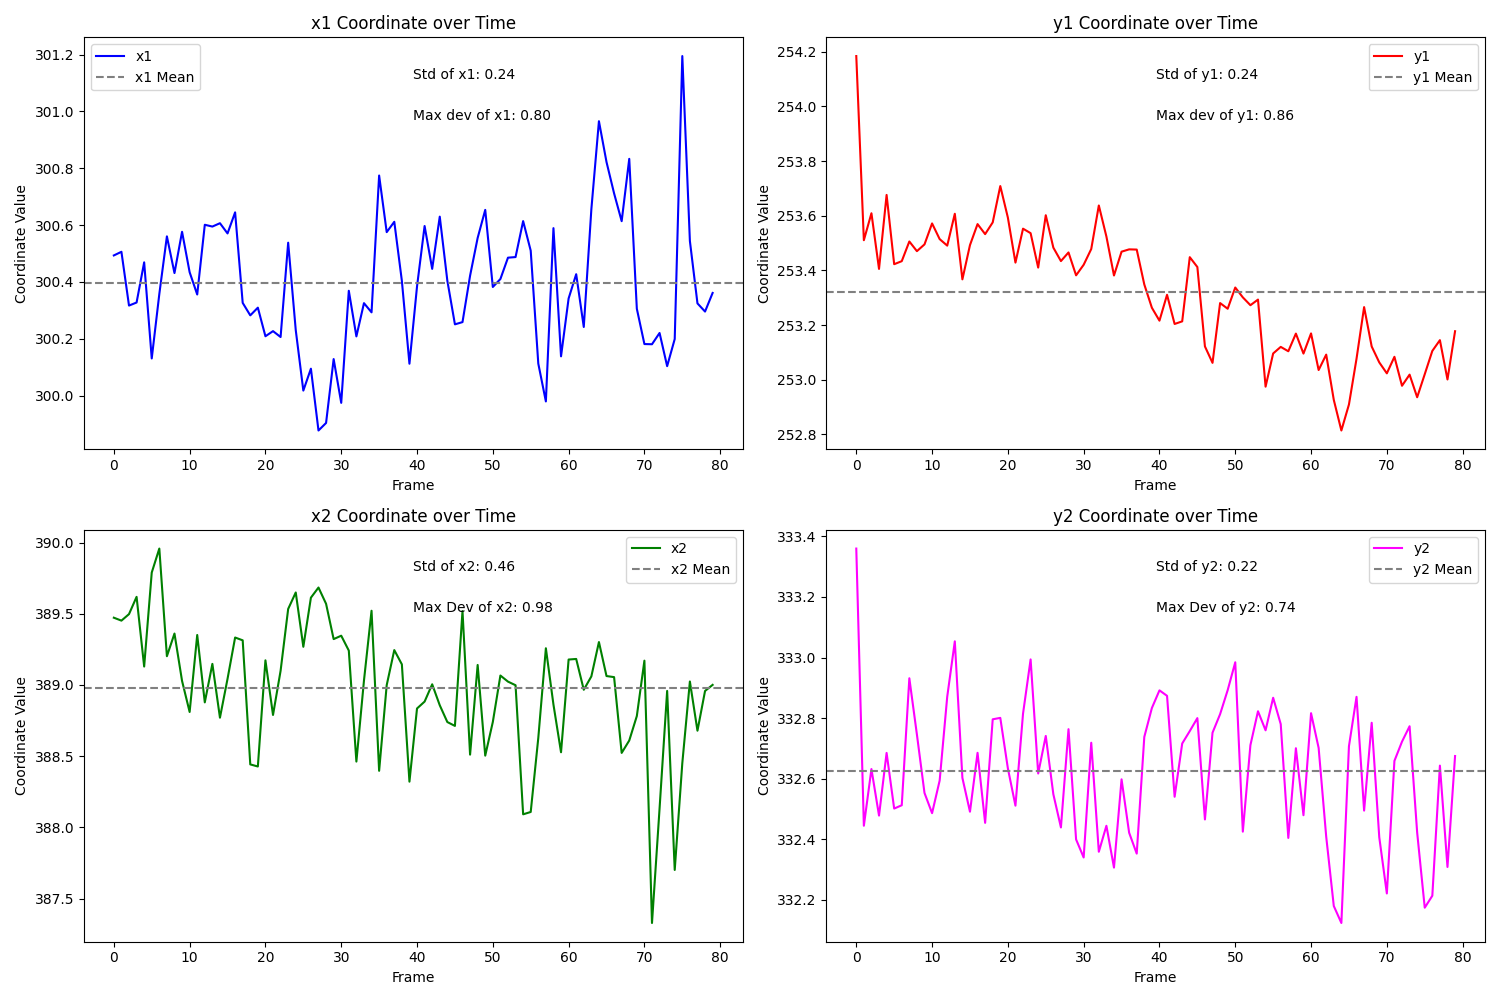 x1 Coordinate over Time
Coordinate Value
301.2
301.0
300.8
300.6
300.4
300.2
300.0
x1
x1 Mean
Std of x1: 0.24
Max dev of x1: 0.80
0 10 20 30 40 50 60 70 80
Frame
y1 Coordinate over Time
Coordinate Value
254.2
254.0
253.8
253.6
253.4
253.2
253.0
252.8
Std of y1: 0.24
Max dev of y1: 0.86
y1
y1 Mean
0 10 20 30 40 50 60 70 80
Frame
x2 Coordinate over Time
Coordinate Value
390.0
389.5
389.0
388.5
388.0
387.5
Std of x2: 0.46
Max Dev of x2: 0.98
x2
x2 Mean
0 10 20 30 40 50 60 70 80
Frame
y2 Coordinate over Time
Coordinate Value
333.4
333.2
333.0
332.8
332.6
332.4
332.2
Std of y2: 0.22
Max Dev of y2: 0.74
y2
y2 Mean
0 10 20 30 40 50 60 70 80
Frame